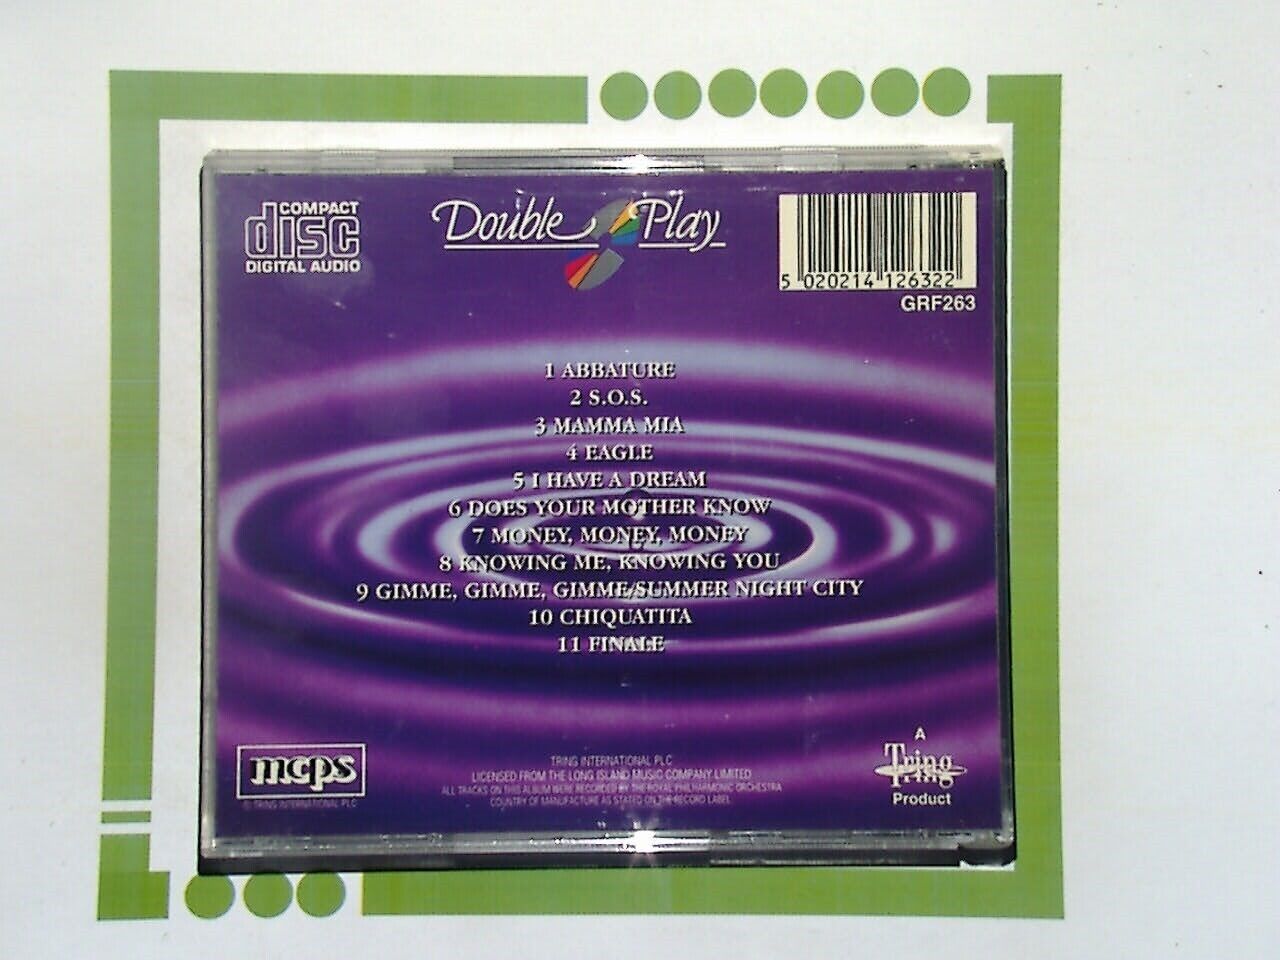 COMPACT
disc
DIGITAL AUDIO
Double Play
5 020214 126322
GRF263
1 ABBATURE
2 S.O.S.
3 MAMMA MIA
4 EAGLE
5 I HAVE A DREAM
6 DOES YOUR MOTHER KNOW
7 MONEY, MONEY, MONEY
8 KNOWING ME, KNOWING YOU
9 GIMME, GIMME, GIMME/SUMMER NIGHT CITY
10 CHIQUATITA
11 FINALE
mcps
© TRING INTERNATIONAL PLC
TRING INTERNATIONAL PLC
LICENSED FROM THE LONG ISLAND MUSIC COMPANY LIMITED
ALL TRACKS ON THIS ALBUM WERE RECORDED BY THE ROYAL PHILHARMONIC ORCHESTRA
COUNTRY OF MANUFACTURE AS STATED ON THE RECORD LABEL
A
Tring
Product